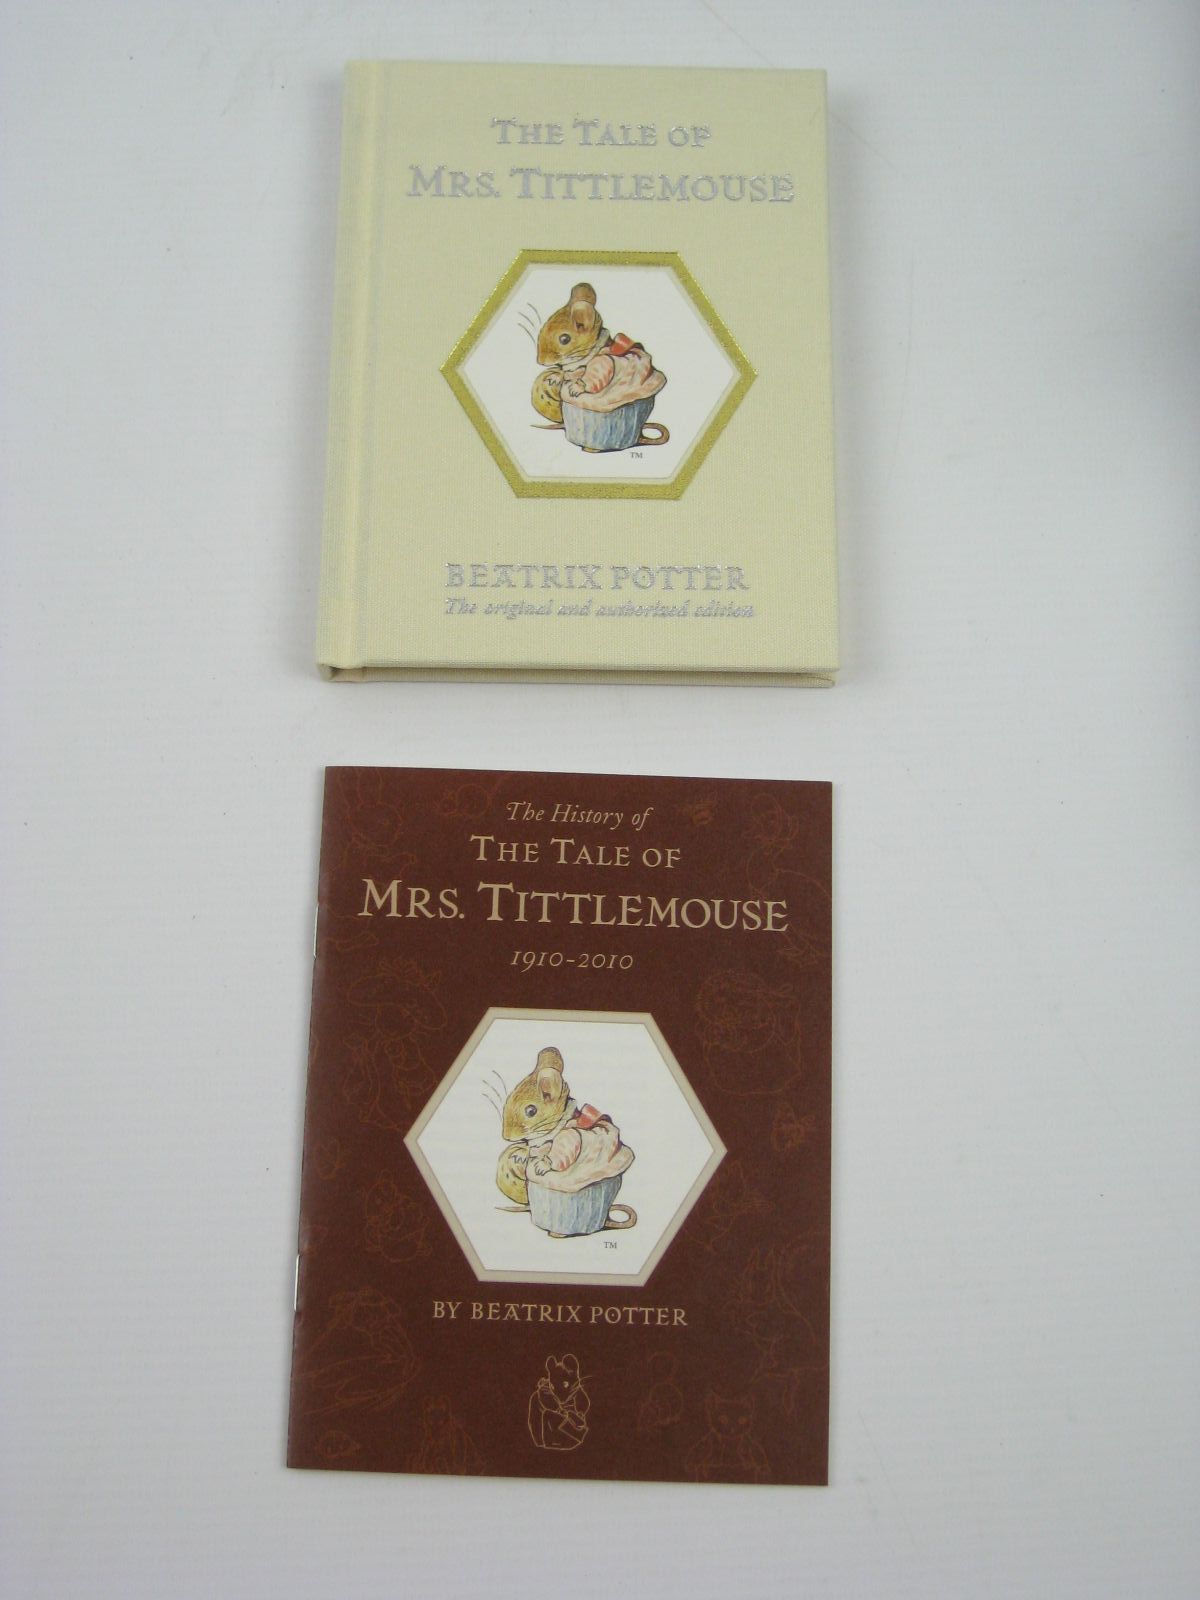 THE TALE OF
MRS. TITTLEMOUSE
TM
BEATRIX POTTER
The original and authorized edition
The History of
THE TALE OF
MRS. TITTLEMOUSE
1910-2010
TM
BY BEATRIX POTTER